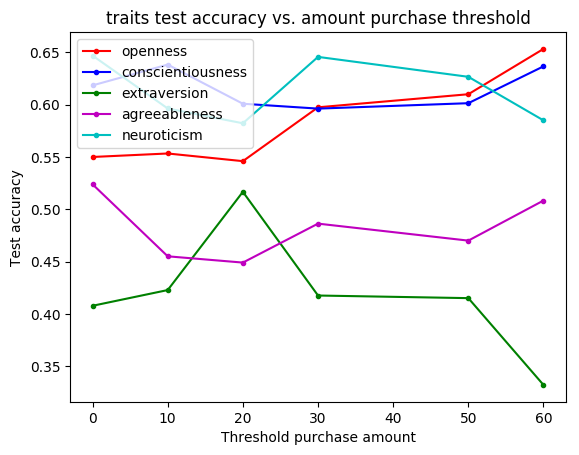 traits test accuracy vs. amount purchase threshold
openness
conscientiousness
extraversion
agreeableness
neuroticism
Test accuracy
0.65
0.60
0.55
0.50
0.45
0.40
0.35
0 10 20 30 40 50 60
Threshold purchase amount